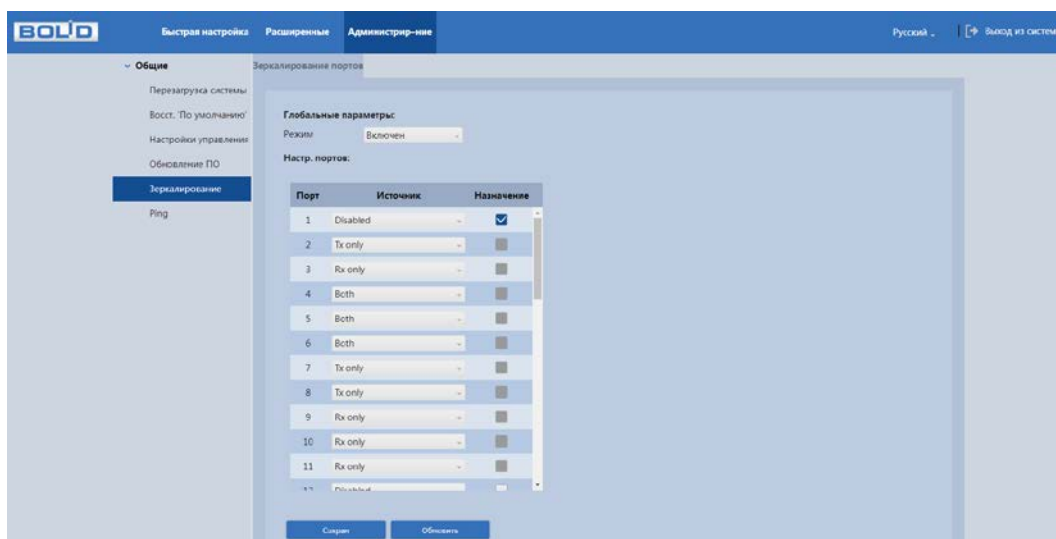 BOLID
Быстрая настройка Расширенные Администрир-ние Русский Выход из систем
Общие
Перезагрузка системы
Восст. 'По умолчанию'
Настройки управления
Обновление ПО
Зеркалирование
Ping
Зеркалирование портов
Глобальные параметры:
Режим Включен
Настр. портов:
Порт Источник Назначение
1 Disabled
2 Tx only
3 Rx only
4 Both
5 Both
6 Both
7 Tx only
8 Tx only
9 Rx only
10 Rx only
11 Rx only
12 Disabled
Сохран Обновить